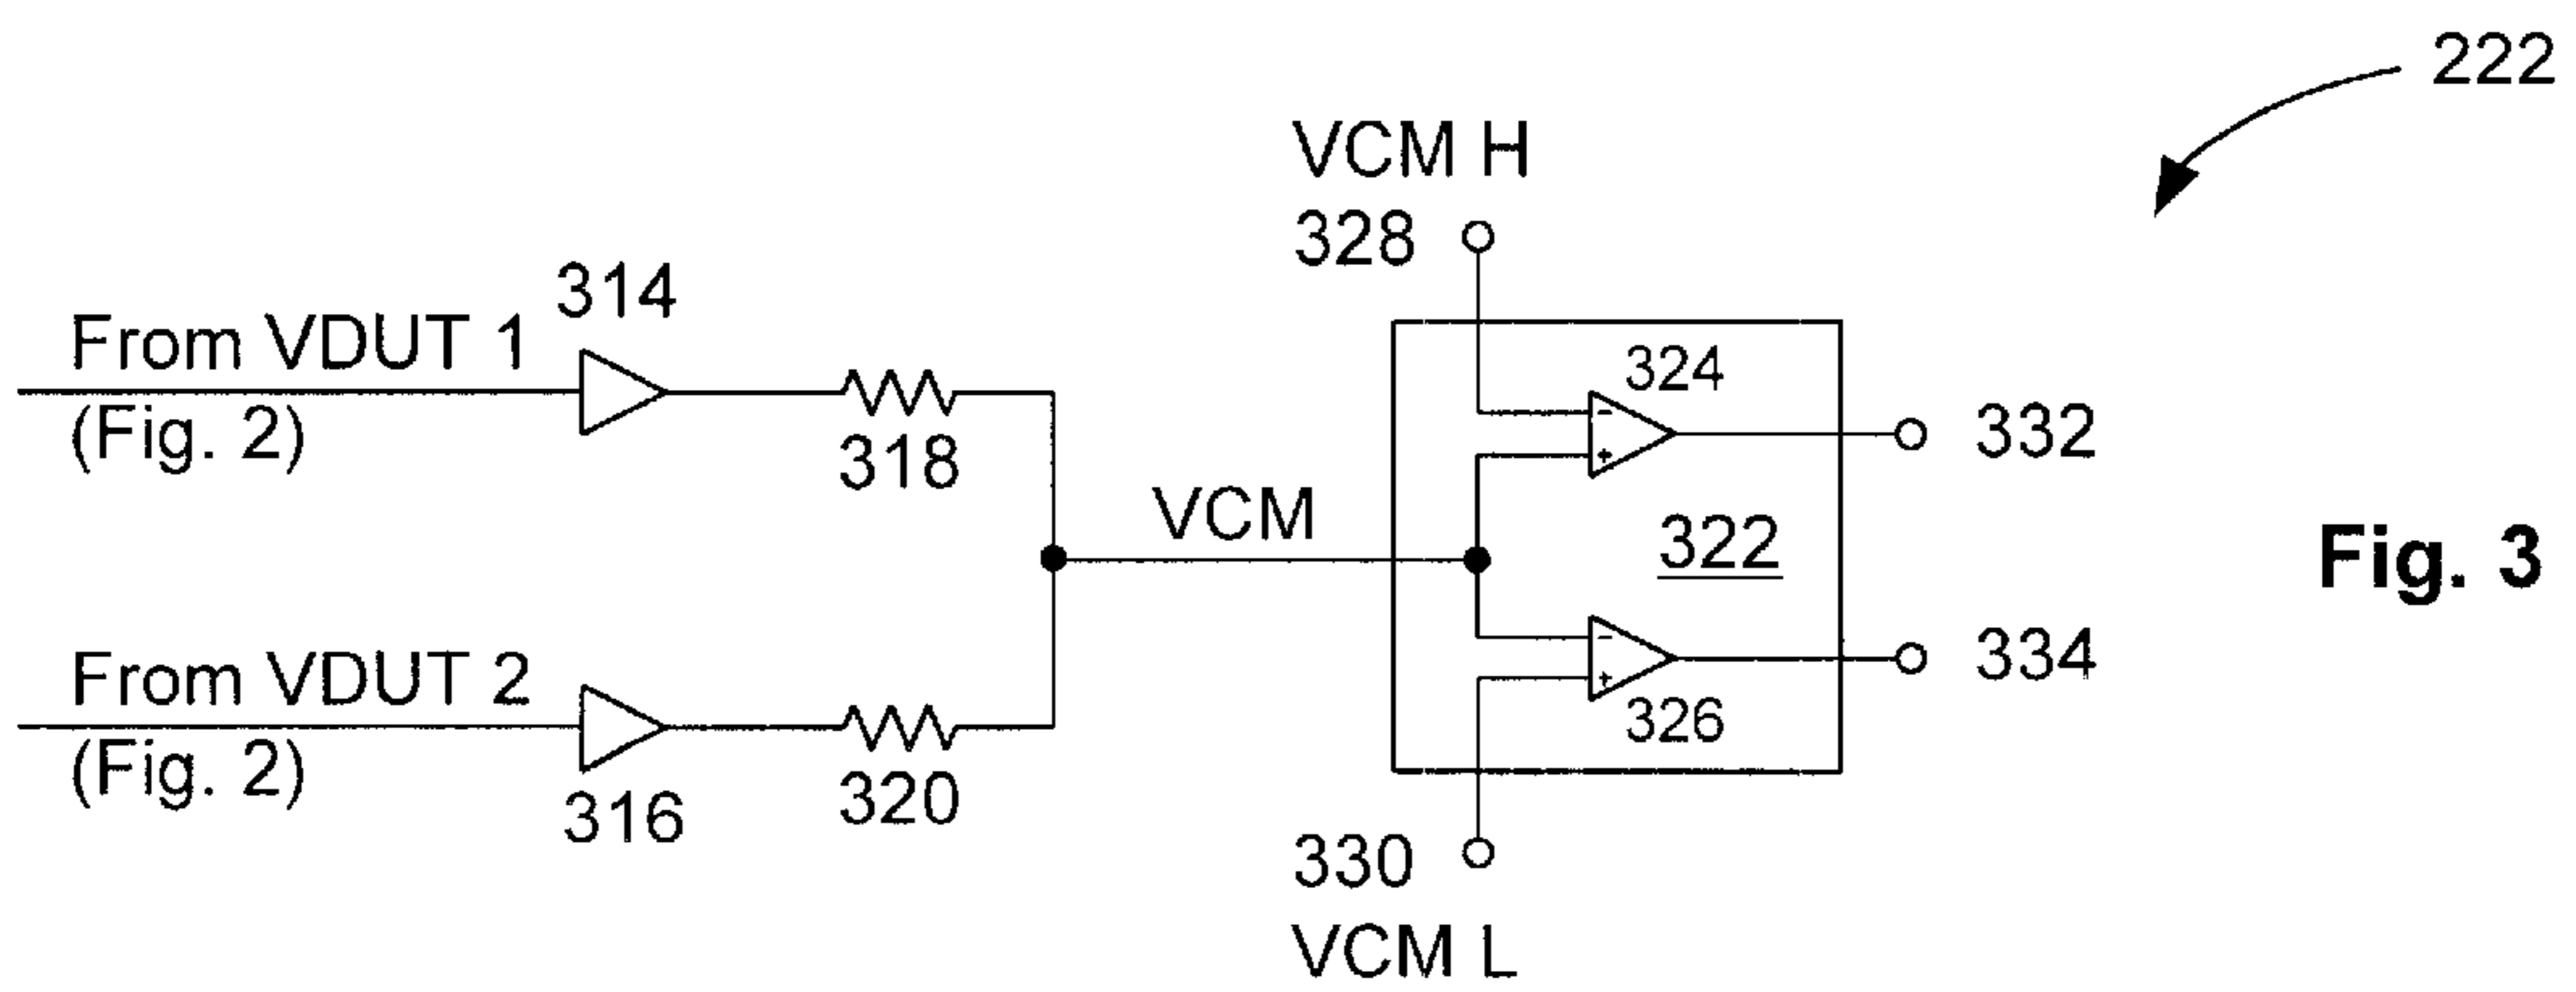 222
VCM H
328
314
From VDUT 1
(Fig. 2)
318
324
-
+
332
VCM
322
Fig. 3
From VDUT 2
(Fig. 2)
316
320
-
+
326
334
330
VCM L